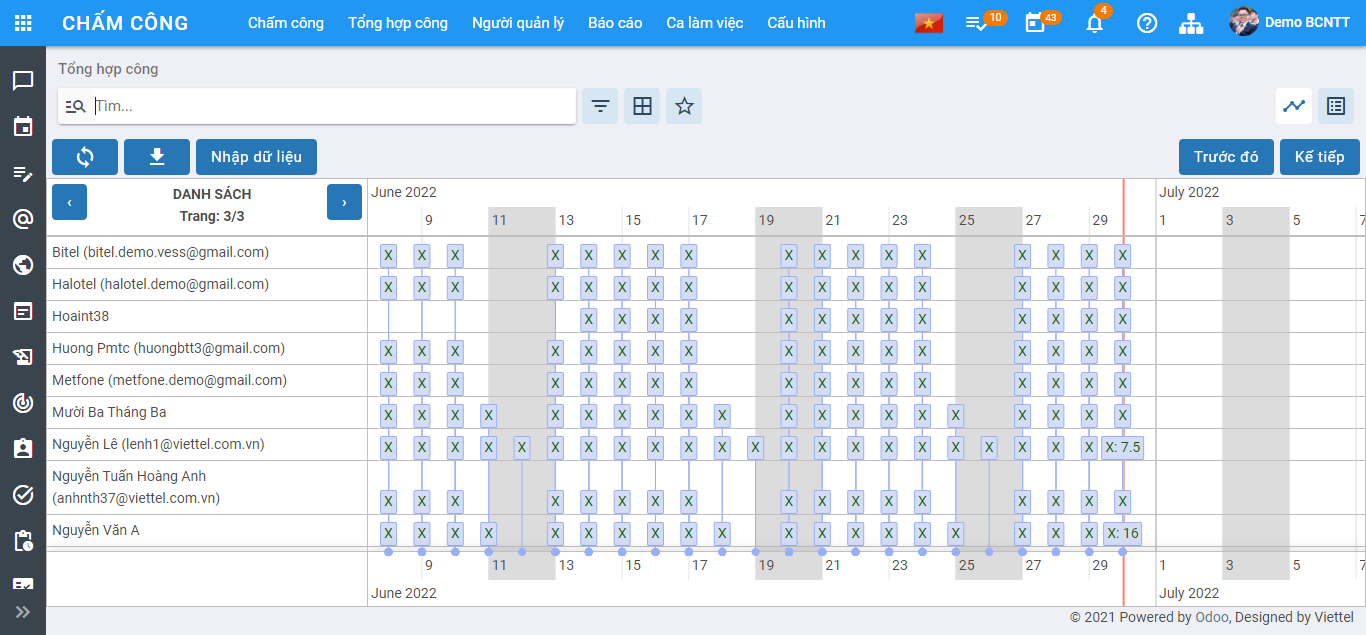 CHẤM CÔNG Chấm công Tổng hợp công Người quản lý Báo cáo Ca làm việc Cấu hình 10 43 4 Demo BCNTT
Tổng hợp công
Tìm...
Nhập dữ liệu Trước đó Kế tiếp
‹ DANH SÁCH › June 2022 July 2022
Trang: 3/3
9 11 13 15 17 19 21 23 25 27 29 1 3 5 7
Bitel (bitel.demo.vess@gmail.com) X X X X X X X X X X X X X X X X X
Halotel (halotel.demo@gmail.com) X X X X X X X X X X X X X X X X X
Hoaint38 X X X X X X X X X X X X X
Huong Pmtc (huongbtt3@gmail.com) X X X X X X X X X X X X X X X X X
Metfone (metfone.demo@gmail.com) X X X X X X X X X X X X X X X X X
Mười Ba Tháng Ba X X X X X X X X X X X X X X X X X X X X
Nguyễn Lê (lenh1@viettel.com.vn) X X X X X X X X X X X X X X X X X X X X X X X: 7.5
Nguyễn Tuấn Hoàng Anh
(anhnth37@viettel.com.vn) X X X X X X X X X X X X X X X X X
Nguyễn Văn A X X X X X X X X X X X X X X X X X X X X: 16
9 11 13 15 17 19 21 23 25 27 29 1 3 5 7
June 2022 July 2022
© 2021 Powered by Odoo, Designed by Viettel